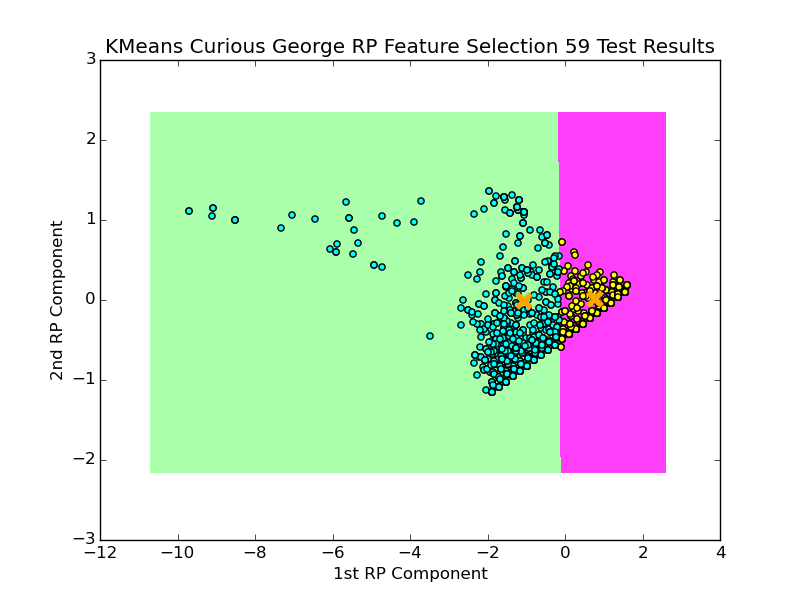 KMeans Curious George RP Feature Selection 59 Test Results
3
2
1
0
−1
−2
−3
−12 −10 −8 −6 −4 −2 0 2 4
2nd RP Component
1st RP Component